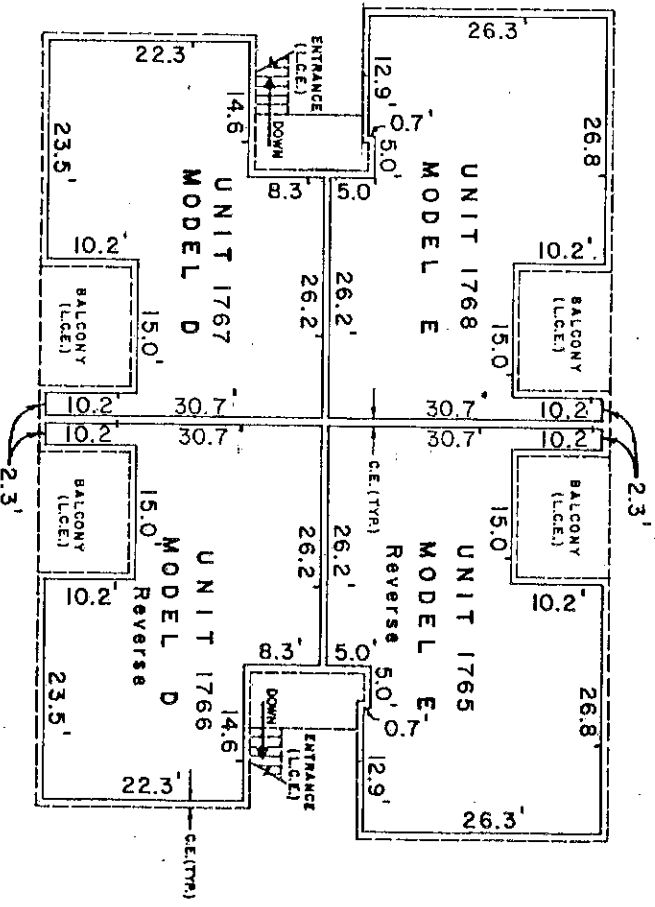 22.3'
23.5'
14.6'
ENTRANCE
(L.C.E.)
DOWN
8.3'
UNIT 1767
MODEL D
26.2'
10.2'
BALCONY
(L.C.E.)
15.0'
10.2'
30.7'
2.3'
26.3'
26.8'
12.9'
0.7'
5.0'
5.0'
UNIT 1768
MODEL E
26.2'
10.2'
BALCONY
(L.C.E.)
15.0'
10.2'
30.7'
2.3'
C.E. (TYP.)
10.2'
30.7'
BALCONY
(L.C.E.)
15.0'
10.2'
UNIT 1766
MODEL D
Reverse
26.2'
8.3'
14.6'
23.5'
22.3'
DOWN
ENTRANCE
(L.C.E.)
C.E. (TYP.)
10.2'
30.7'
BALCONY
(L.C.E.)
15.0'
10.2'
UNIT 1765
MODEL E
Reverse
26.2'
5.0'
5.0'
0.7'
12.9'
26.8'
26.3'